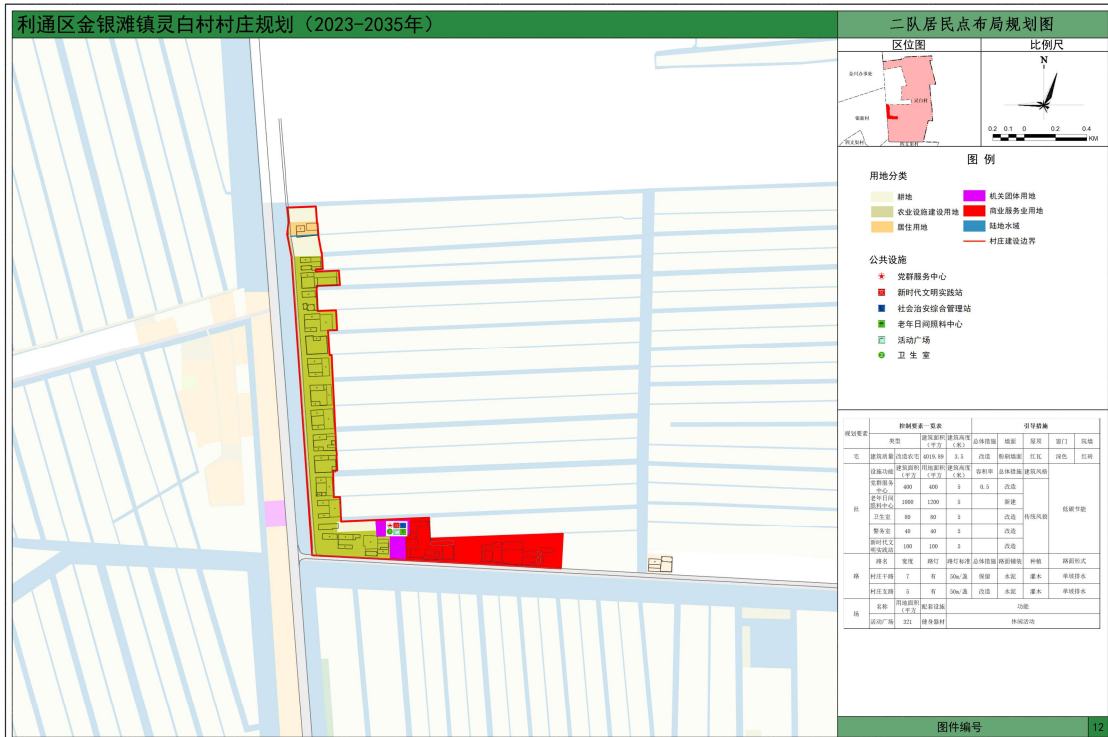 利通区金银滩镇灵白村村庄规划（2023-2035年）
二队居民点布局规划图
区位图 比例尺
灵白村
N
0.2 0.1 0 0.2 0.4
KM
图 例
用地分类
耕地 机关团体用地
农业设施建设用地 商业服务业用地
居住用地 陆地水域
村庄建设边界
公共设施
党群服务中心
新时代文明实践站
社会治安综合管理站
老年日间照料中心
活动广场
卫 生 室
规划要素 控制要素一览表 引导措施
类型 建筑面积（平方 建筑高度（米） 总体措施 墙面 屋顶 窗门 院墙
宅 建筑质量 改造农宅 4019.89 3.5 改造 粉刷墙面 红瓦 深色 红砖
设施功能 建筑面积（平方 用地面积（平方 建筑高度（米） 容积率 总体措施 建筑风格
党群服务中心 400 400 5 0.5 改造
老年日间照料中心 1000 1200 5 新建
卫生室 80 80 5 改造 传统风貌 低碳节能
警务室 40 40 5 改造
新时代文明实践站 100 100 5 改造
路 路名 宽度 路灯 路灯标准 总体措施 路面铺装 种植 路面形式
村庄干路 7 有 50m/盏 保留 水泥 灌木 单坡排水
村庄支路 5 有 50m/盏 改造 水泥 灌木 单坡排水
场 名称 用地面积（平方 配套设施 功能
活动广场 321 健身器材 休闲活动
图件编号 12